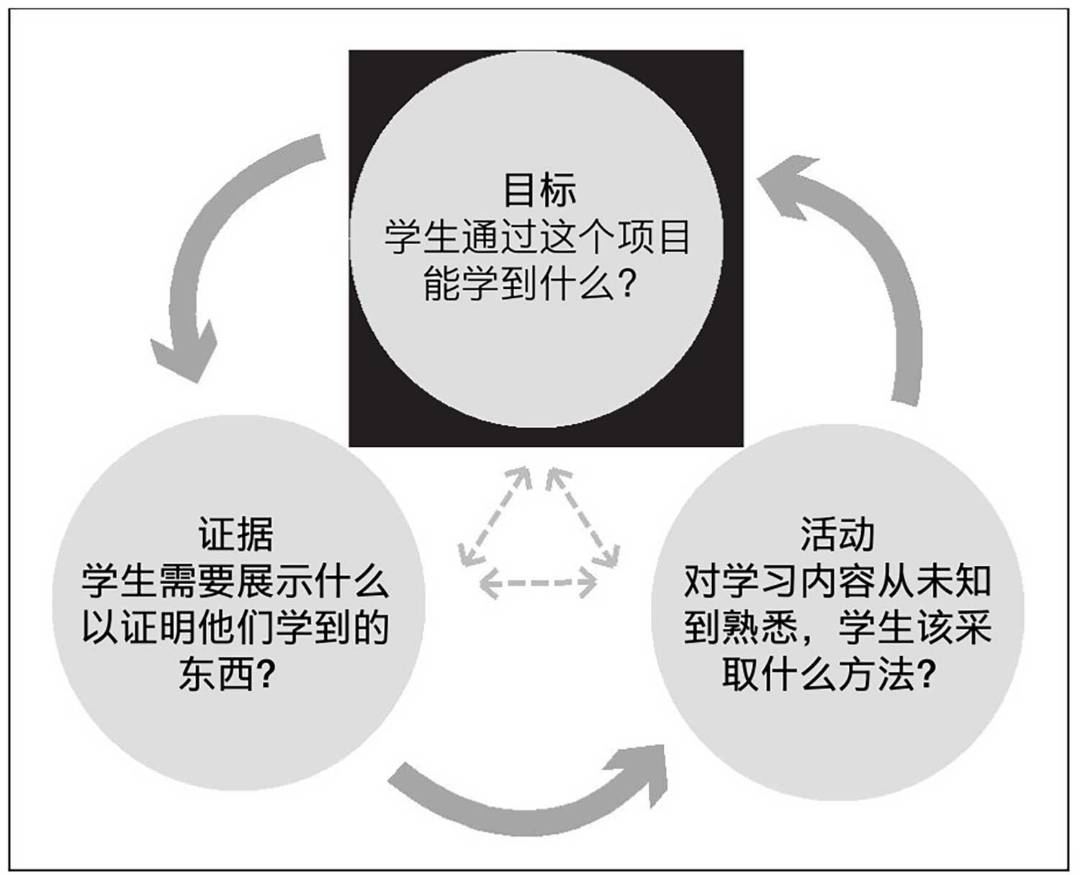 目标
学生通过这个项目
能学到什么？
证据
学生需要展示什么
以证明他们学到的
东西？
活动
对学习内容从未知
到熟悉，学生该采
取什么方法？